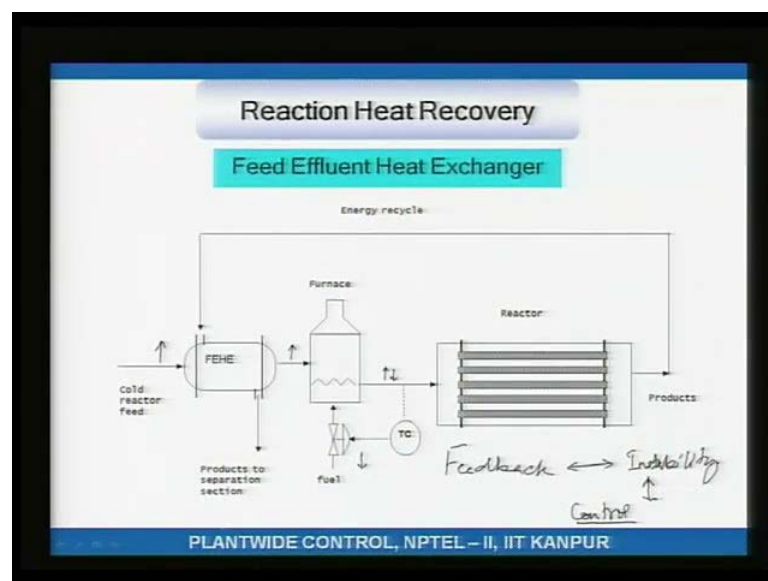 Reaction Heat Recovery
Feed Effluent Heat Exchanger
Energy recycle
Furnace
Reactor
FEHE
Cold
reactor
feed
TC
Products
Products to
separation
section
fuel
Feedback ↔ Instability
Control
PLANTWIDE CONTROL, NPTEL – II, IIT KANPUR